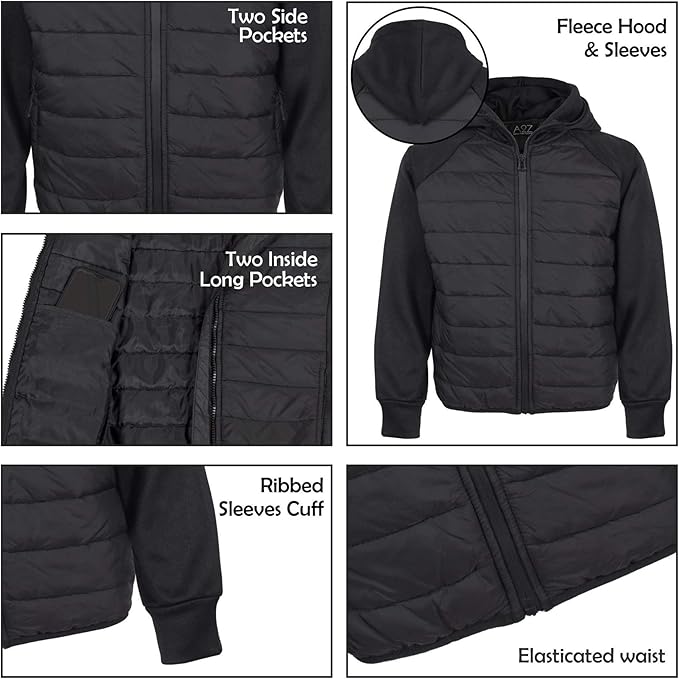 Two Side
Pockets
Fleece Hood
& Sleeves
A2Z
Two Inside
Long Pockets
Ribbed
Sleeves Cuff
Elasticated waist